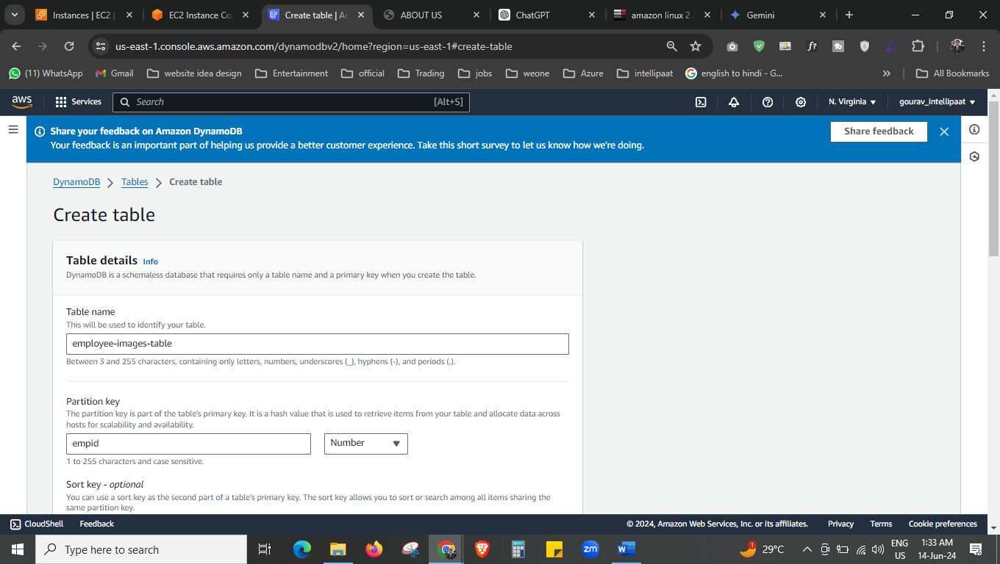 Instances | EC2 |
EC2 Instance Co
Create table | A
ABOUT US
ChatGPT
amazon linux 2
Gemini
us-east-1.console.aws.amazon.com/dynamodbv2/home?region=us-east-1#create-table
(11) WhatsApp
Gmail
website idea design
Entertainment
official
Trading
jobs
weone
Azure
intellipaat
english to hindi - G...
All Bookmarks
aws
Services
Search
[Alt+S]
N. Virginia
gourav_intellipaat
Share your feedback on Amazon DynamoDB
Your feedback is an important part of helping us provide a better customer experience. Take this short survey to let us know how we're doing.
Share feedback
DynamoDB
Tables
Create table
Create table
Table details Info
DynamoDB is a schemaless database that requires only a table name and a primary key when you create the table.
Table name
This will be used to identify your table.
employee-images-table
Between 3 and 255 characters, containing only letters, numbers, underscores (_), hyphens (-), and periods (.).
Partition key
The partition key is part of the table's primary key. It is a hash value that is used to retrieve items from your table and allocate data across
hosts for scalability and availability.
empid
Number
1 to 255 characters and case sensitive.
Sort key - optional
You can use a sort key as the second part of a table's primary key. The sort key allows you to sort or search among all items sharing the
same partition key.
CloudShell
Feedback
© 2024, Amazon Web Services, Inc. or its affiliates.
Privacy
Terms
Cookie preferences
Type here to search
zm
29°C
ENG
US
1:33 AM
14-Jun-24